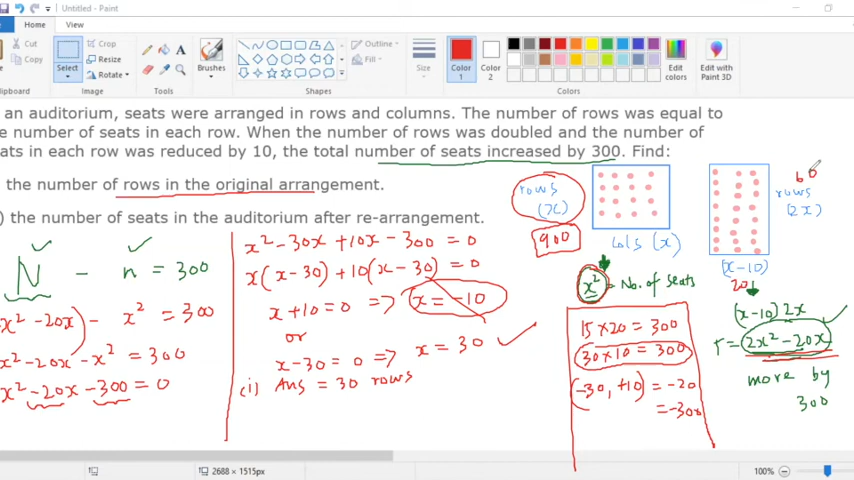 Untitled - Paint
Home View
Cut
Select
Crop
Resize
Rotate
A
Brushes
Outline
Fill
Size
Color 1
Color 2
Edit colors
Edit with Paint 3D
Image
Tools
Shapes
Colors
an auditorium, seats were arranged in rows and columns. The number of rows was equal to
e number of seats in each row. When the number of rows was doubled and the number of
ats in each row was reduced by 10, the total number of seats increased by 300. Find:
the number of rows in the original arrangement.
) the number of seats in the auditorium after re-arrangement.
N - n = 300
x² -20x) - x² = 300
x² -20x - x² = 300
x² -20x -300 = 0
x² -30x +10x -300 = 0
x(x-30) +10(x-30) = 0
x+10=0 => x = -10
or
x-30 = 0 => x = 30
(i) Ans = 30 rows
rows
(x)
900
cols (x)
x² = No. of seats
15 x 20 = 300
30 x 10 = 300
(-30, +10) = -20
= -300
60
rows
(2x)
(x-10)
20
(x-10) 2x
T = 2x² - 20x
more by
300
2688 × 1515px
100%